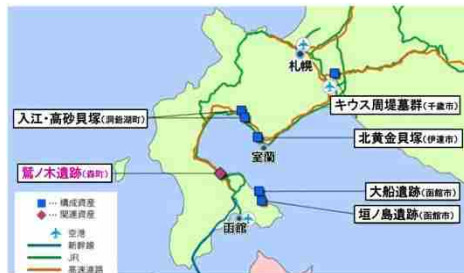 札幌
キウス周堤墓群(千歳市)
入江・高砂貝塚(洞爺湖町)
北黄金貝塚(伊達市)
室蘭
鷲ノ木遺跡(森町)
大船遺跡(函館市)
垣ノ島遺跡(函館市)
函館
… 構成資産
… 関連資産
空港
新幹線
JR
高速道路